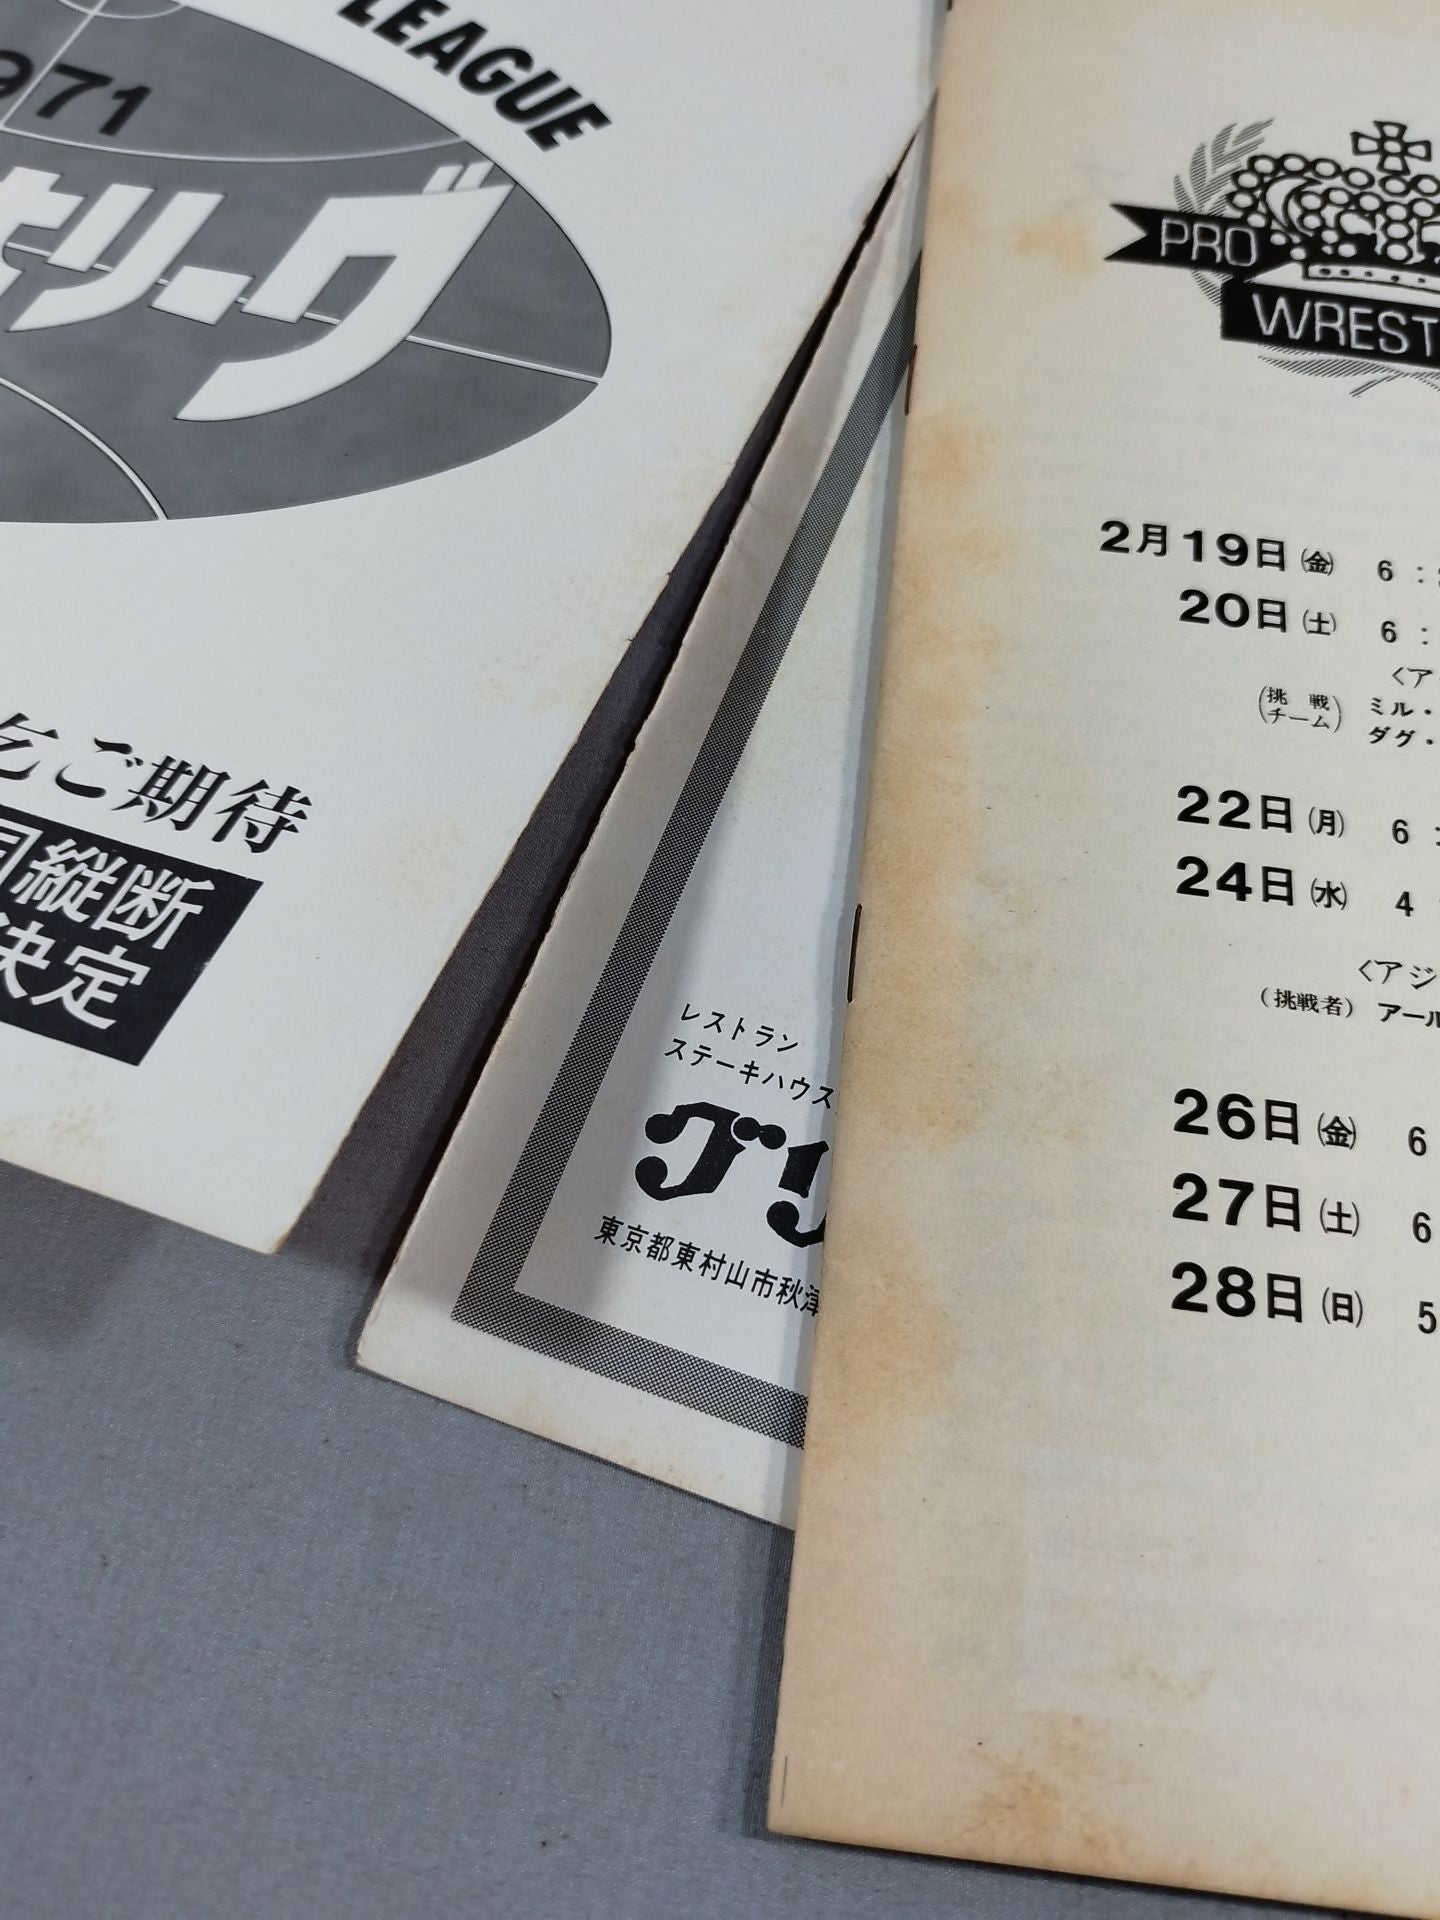 LEAGUE
971
リーグ
ご期待
縦断
決定
レストラン
ステーキハウス
グリ
東京都東村山市秋津
PRO
WREST
2月19日(金) 6:
20日(土) 6:
〈ア
(挑戦チーム) ミル・
ダグ・
22日(月) 6:
24日(水) 4
〈アジ
(挑戦者) アール
26日(金) 6
27日(土) 6
28日(日) 5